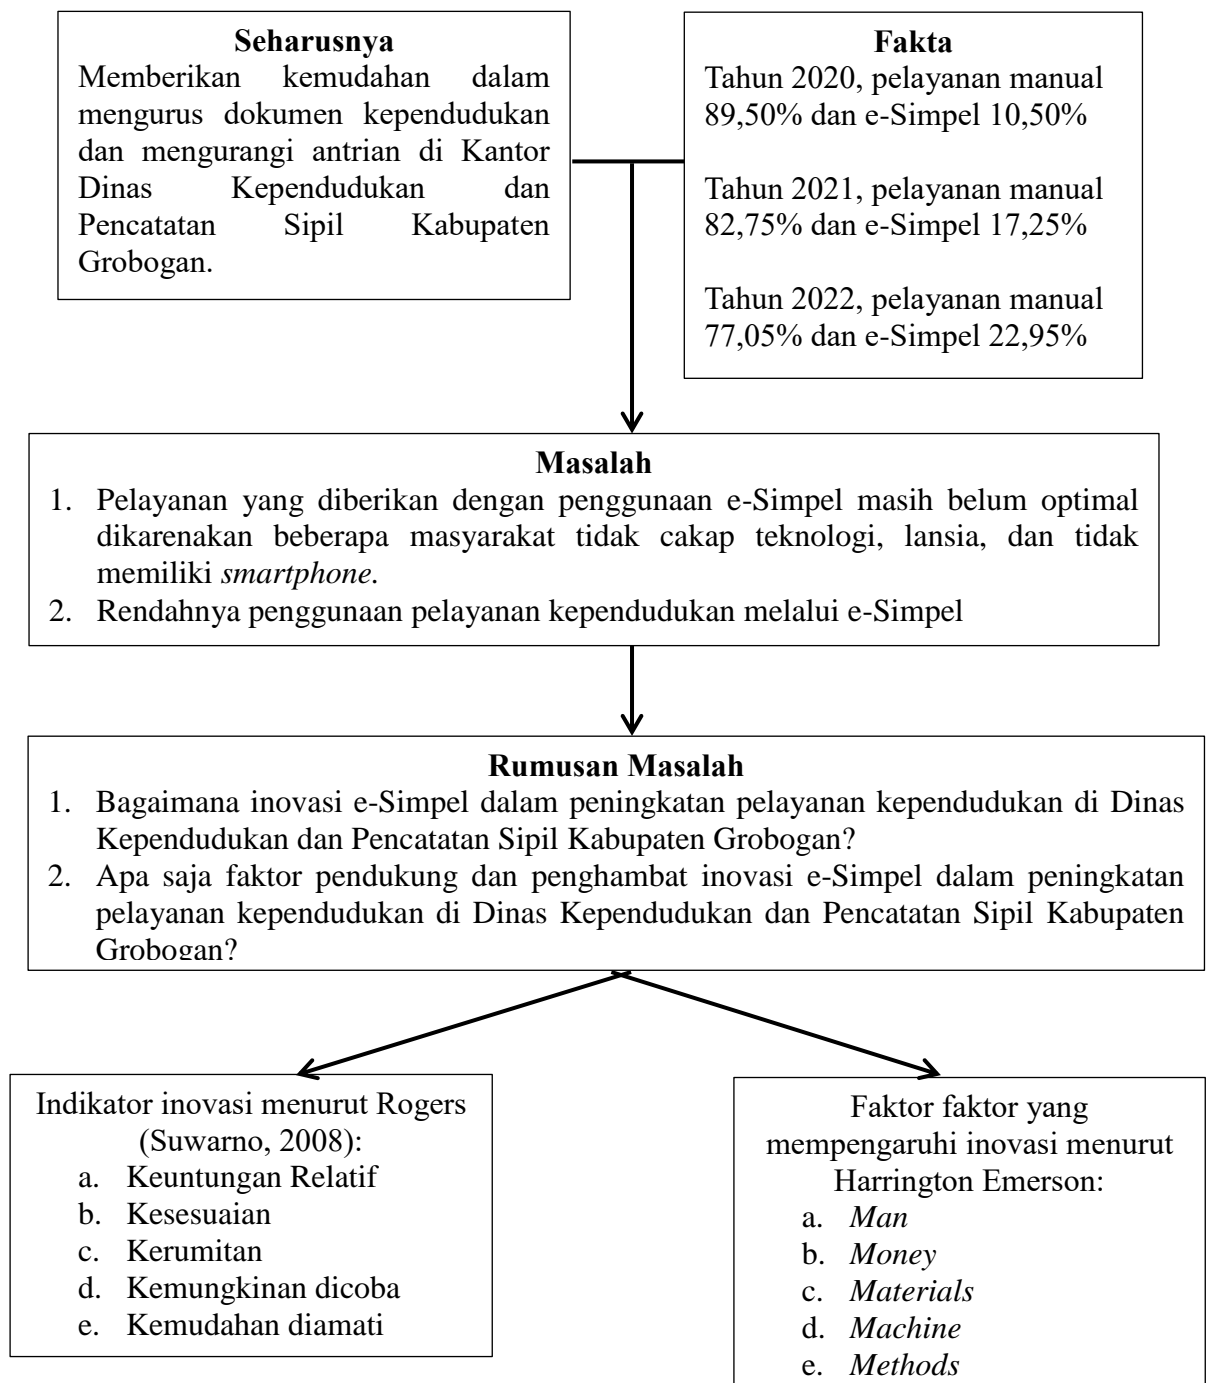 Seharusnya
Memberikan kemudahan dalam
mengurus dokumen kependudukan
dan mengurangi antrian di Kantor
Dinas Kependudukan dan
Pencatatan Sipil Kabupaten
Grobogan.
Fakta
Tahun 2020, pelayanan manual
89,50% dan e-Simpel 10,50%
Tahun 2021, pelayanan manual
82,75% dan e-Simpel 17,25%
Tahun 2022, pelayanan manual
77,05% dan e-Simpel 22,95%
Masalah
1. Pelayanan yang diberikan dengan penggunaan e-Simpel masih belum optimal
dikarenakan beberapa masyarakat tidak cakap teknologi, lansia, dan tidak
memiliki smartphone.
2. Rendahnya penggunaan pelayanan kependudukan melalui e-Simpel
Rumusan Masalah
1. Bagaimana inovasi e-Simpel dalam peningkatan pelayanan kependudukan di Dinas
Kependudukan dan Pencatatan Sipil Kabupaten Grobogan?
2. Apa saja faktor pendukung dan penghambat inovasi e-Simpel dalam peningkatan
pelayanan kependudukan di Dinas Kependudukan dan Pencatatan Sipil Kabupaten
Grobogan?
Indikator inovasi menurut Rogers
(Suwarno, 2008):
a. Keuntungan Relatif
b. Kesesuaian
c. Kerumitan
d. Kemungkinan dicoba
e. Kemudahan diamati
Faktor faktor yang
mempengaruhi inovasi menurut
Harrington Emerson:
a. Man
b. Money
c. Materials
d. Machine
e. Methods